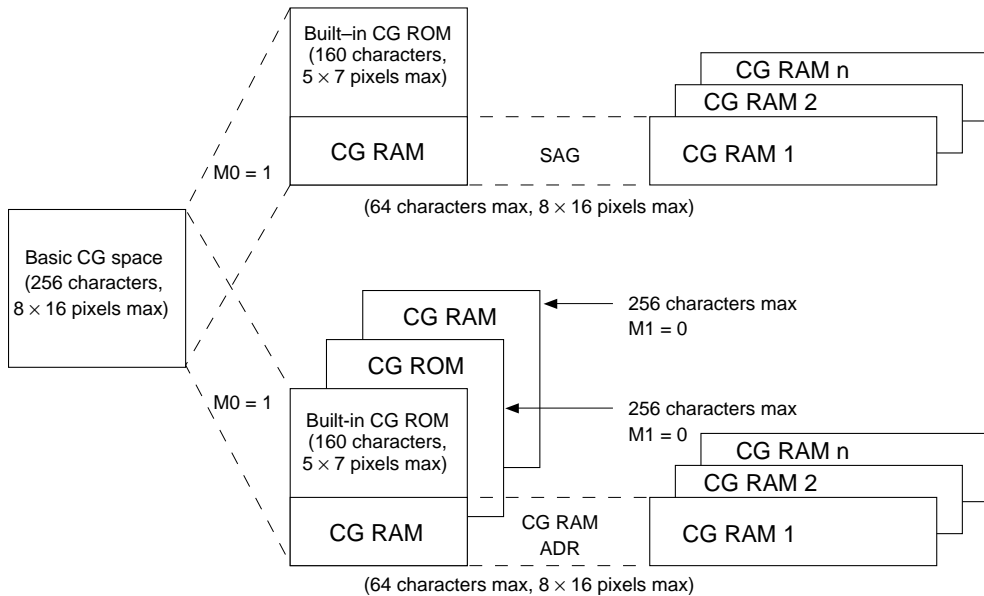 Built–in CG ROM
(160 characters,
5 × 7 pixels max)
CG RAM
M0 = 1
SAG
CG RAM n
CG RAM 2
CG RAM 1
(64 characters max, 8 × 16 pixels max)
Basic CG space
(256 characters,
8 × 16 pixels max)
CG RAM
256 characters max
M1 = 0
CG ROM
M0 = 1
256 characters max
M1 = 0
Built-in CG ROM
(160 characters,
5 × 7 pixels max)
CG RAM
CG RAM
ADR
CG RAM n
CG RAM 2
CG RAM 1
(64 characters max, 8 × 16 pixels max)